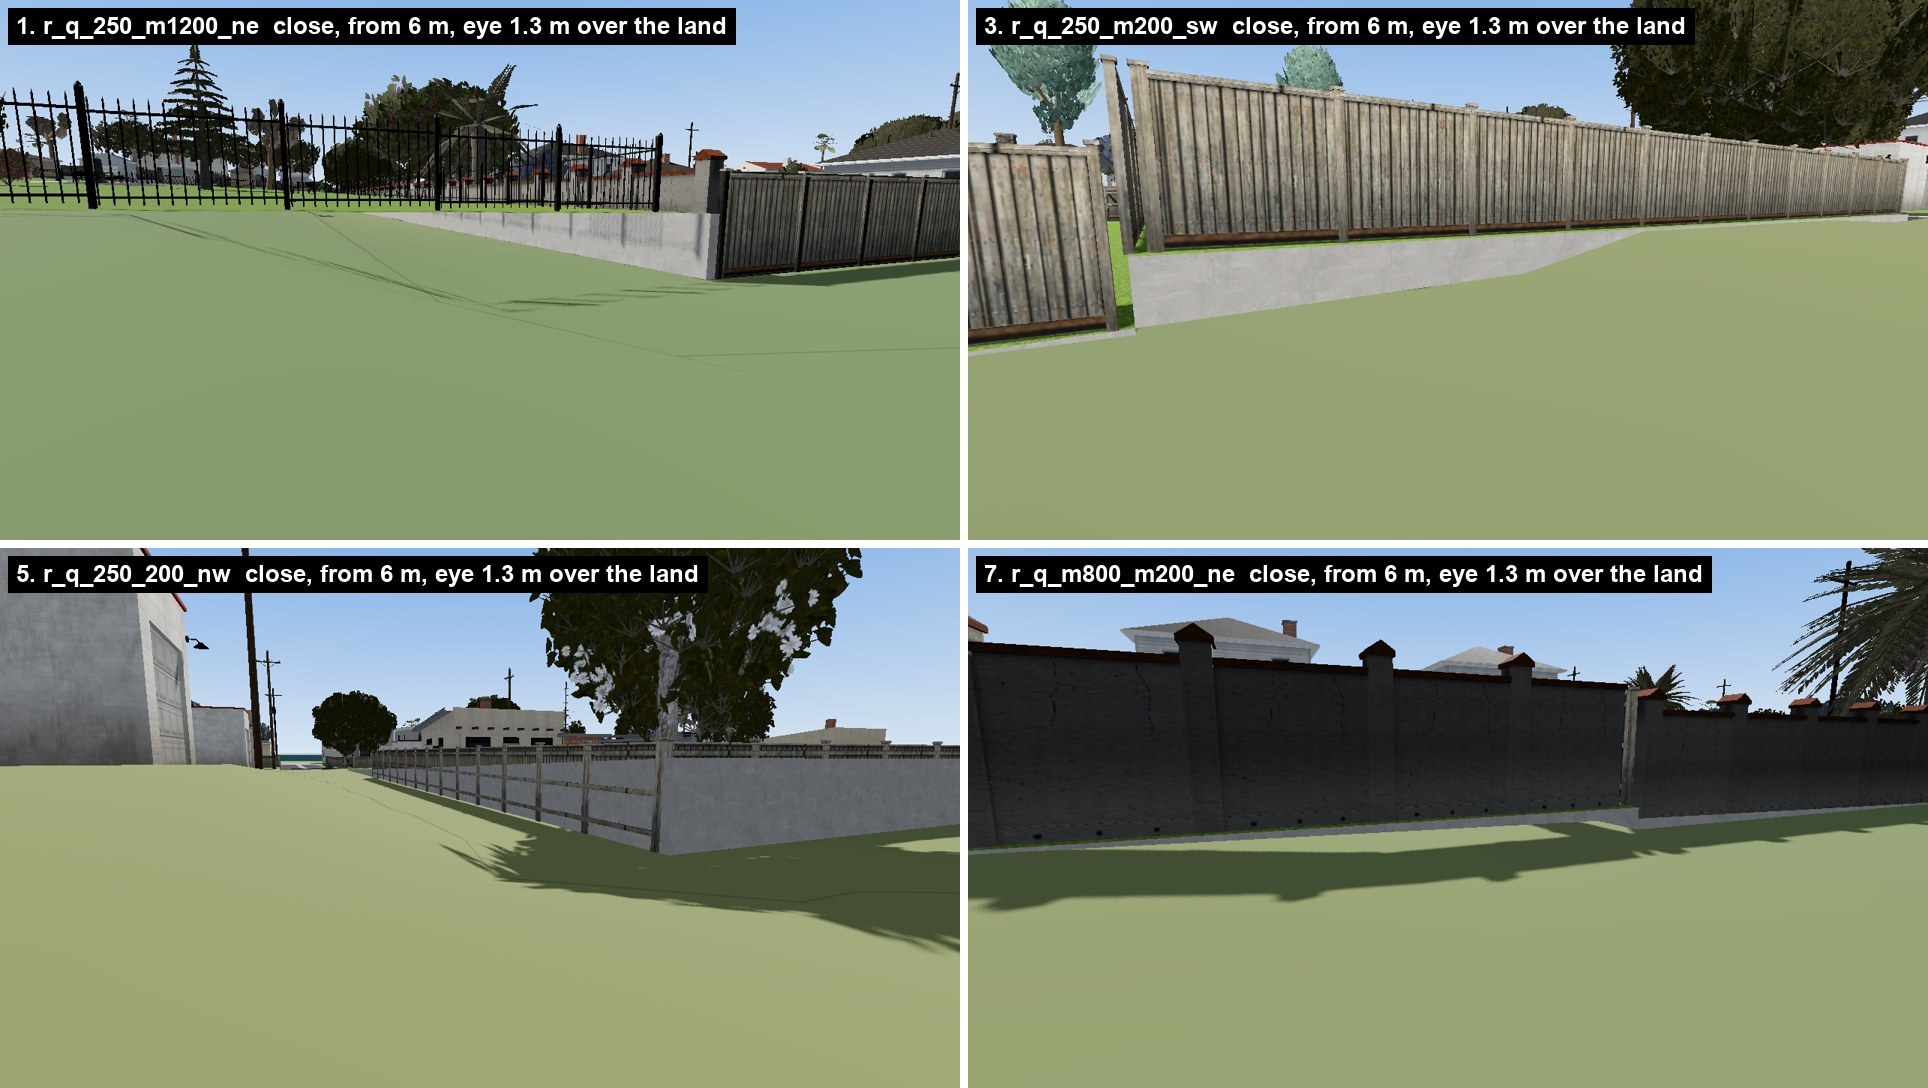 1. r_q_250_m1200_ne  close, from 6 m, eye 1.3 m over the land
3. r_q_250_m200_sw  close, from 6 m, eye 1.3 m over the land
5. r_q_250_200_nw  close, from 6 m, eye 1.3 m over the land
7. r_q_m800_m200_ne  close, from 6 m, eye 1.3 m over the land